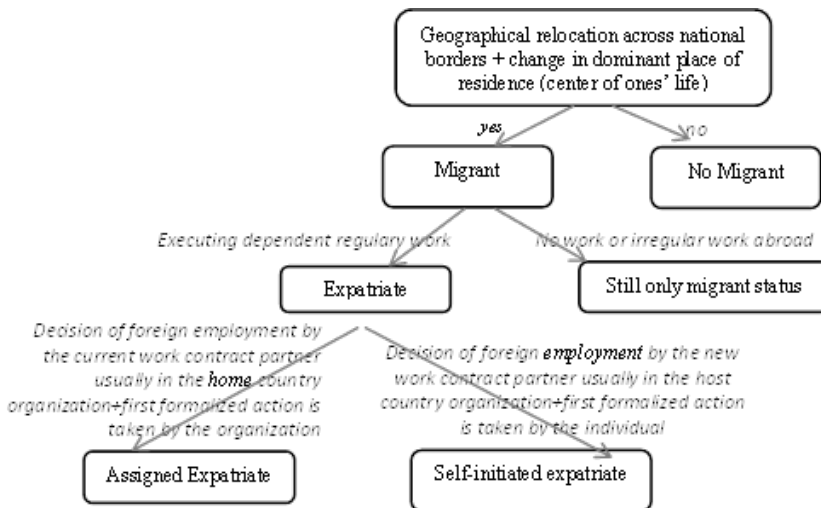 Geographical relocation across national
borders + change in dominant place of
residence (center of ones' life)
yes
no
Migrant
No Migrant
Executing dependent regulary work
No work or irregular work abroad
Expatriate
Still only migrant status
Decision of foreign employment by
the current work contract partner
usually in the home country
organization+first formalized action is
taken by the organization
Decision of foreign employment by the new
work contract partner usually in the host
country organization+first formalized action
is taken by the individual
Assigned Expatriate
Self-initiated expatriate